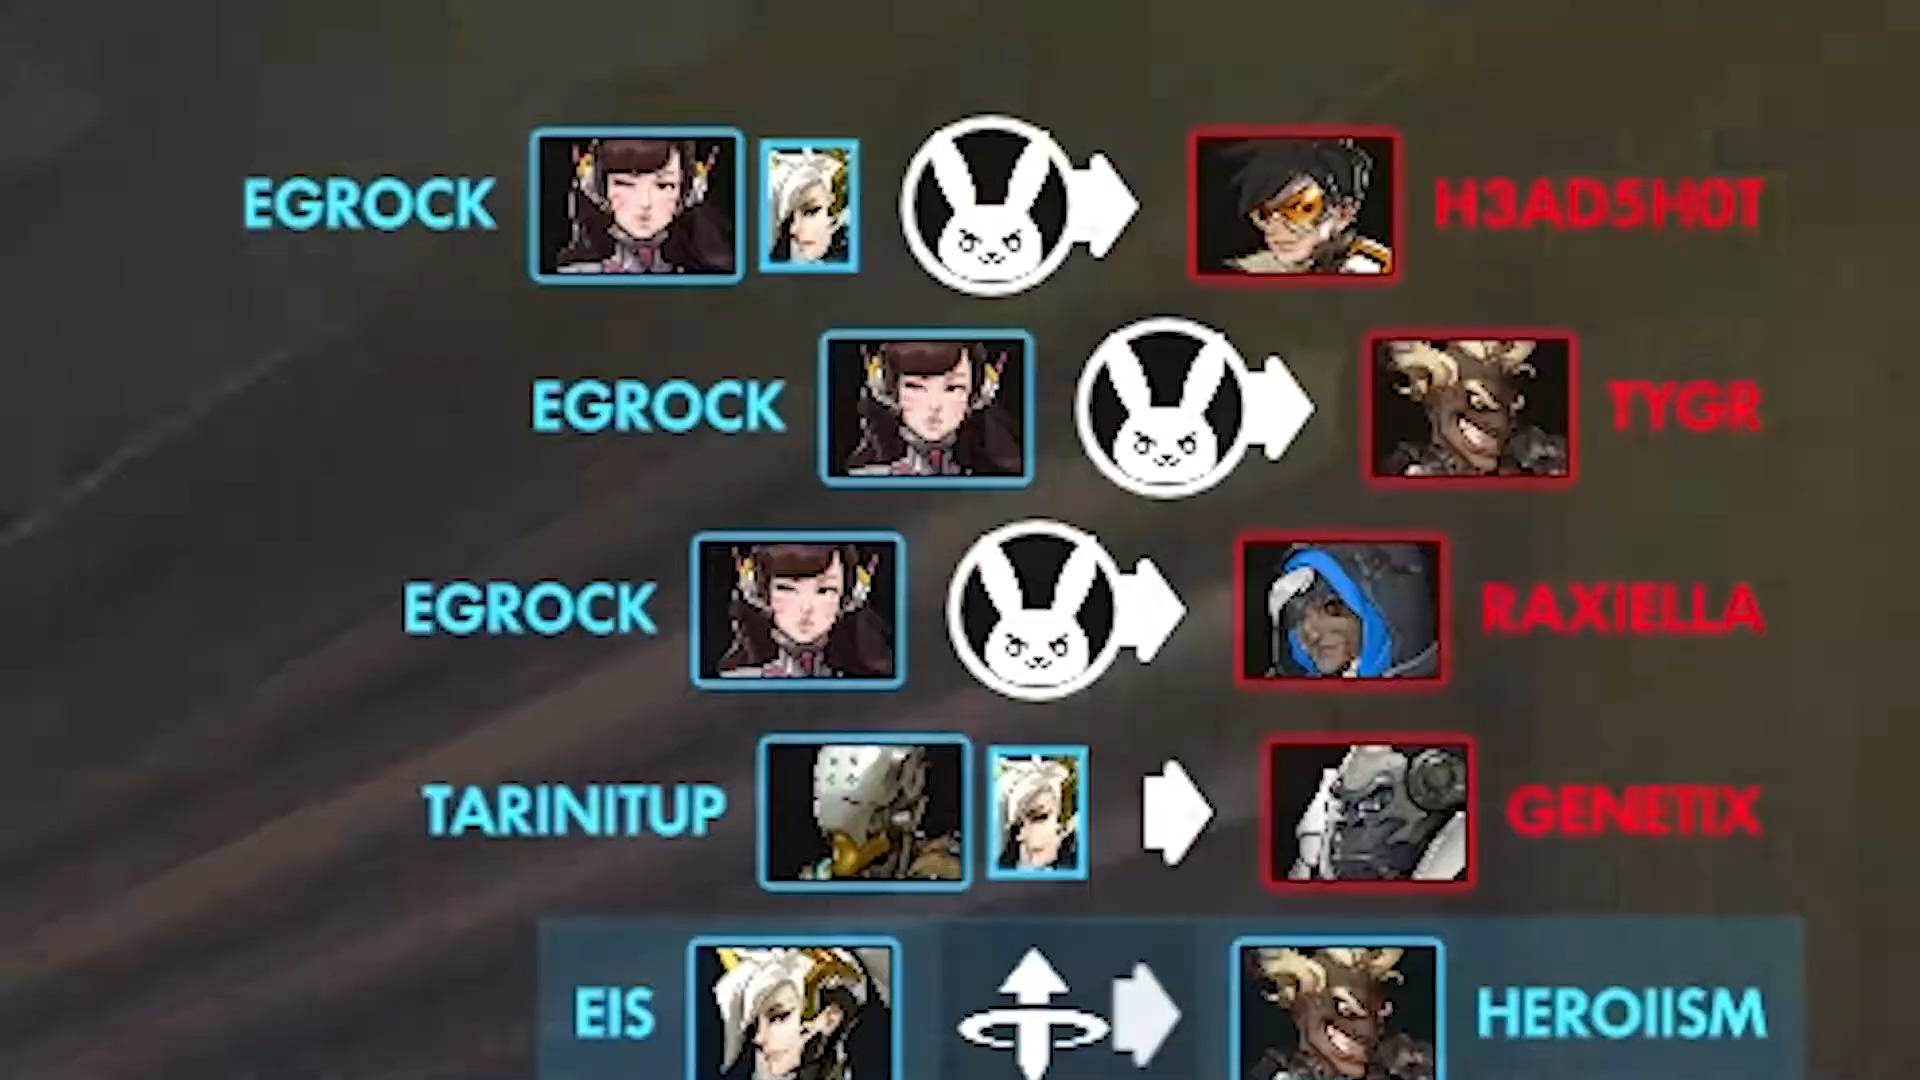 EGROCK H3AD5H0T
EGROCK TYGR
EGROCK RAXIELLA
TARINITUP GENETIX
EIS HEROIISM